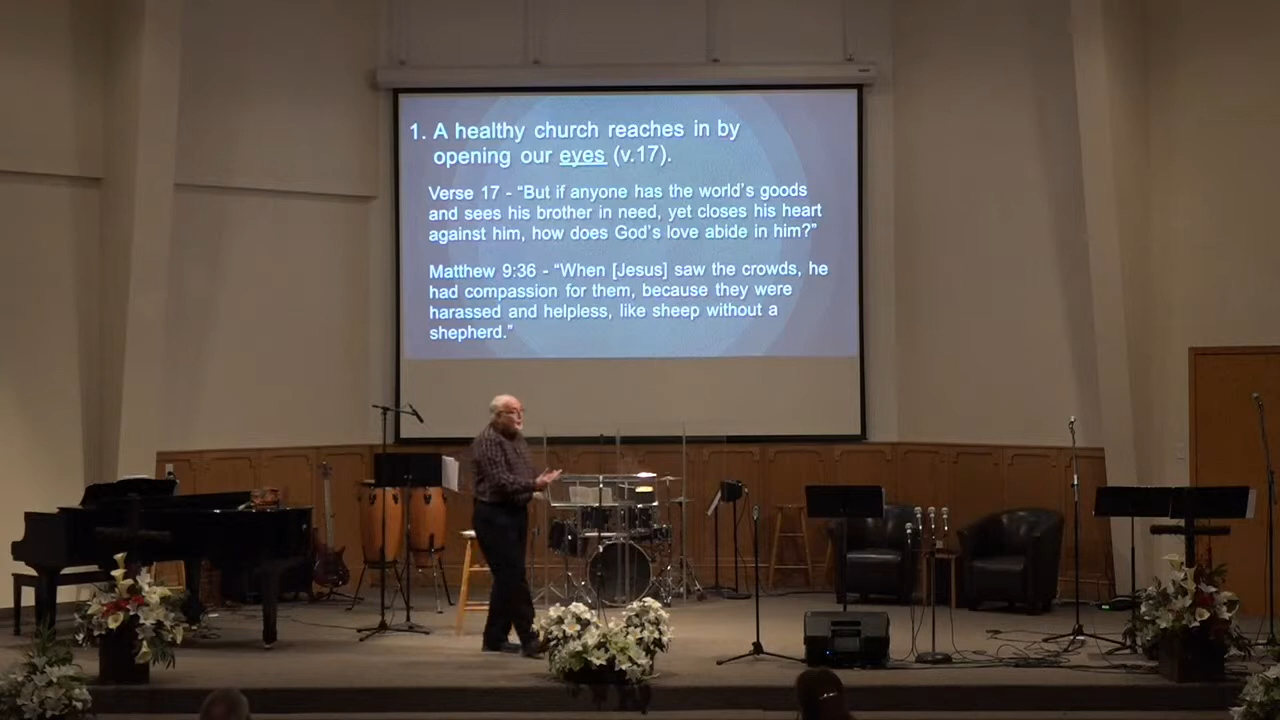 1. A healthy church reaches in by
opening our eyes (v.17).
Verse 17 - “But if anyone has the world’s goods
and sees his brother in need, yet closes his heart
against him, how does God’s love abide in him?”
Matthew 9:36 - “When [Jesus] saw the crowds, he
had compassion for them, because they were
harassed and helpless, like sheep without a
shepherd.”